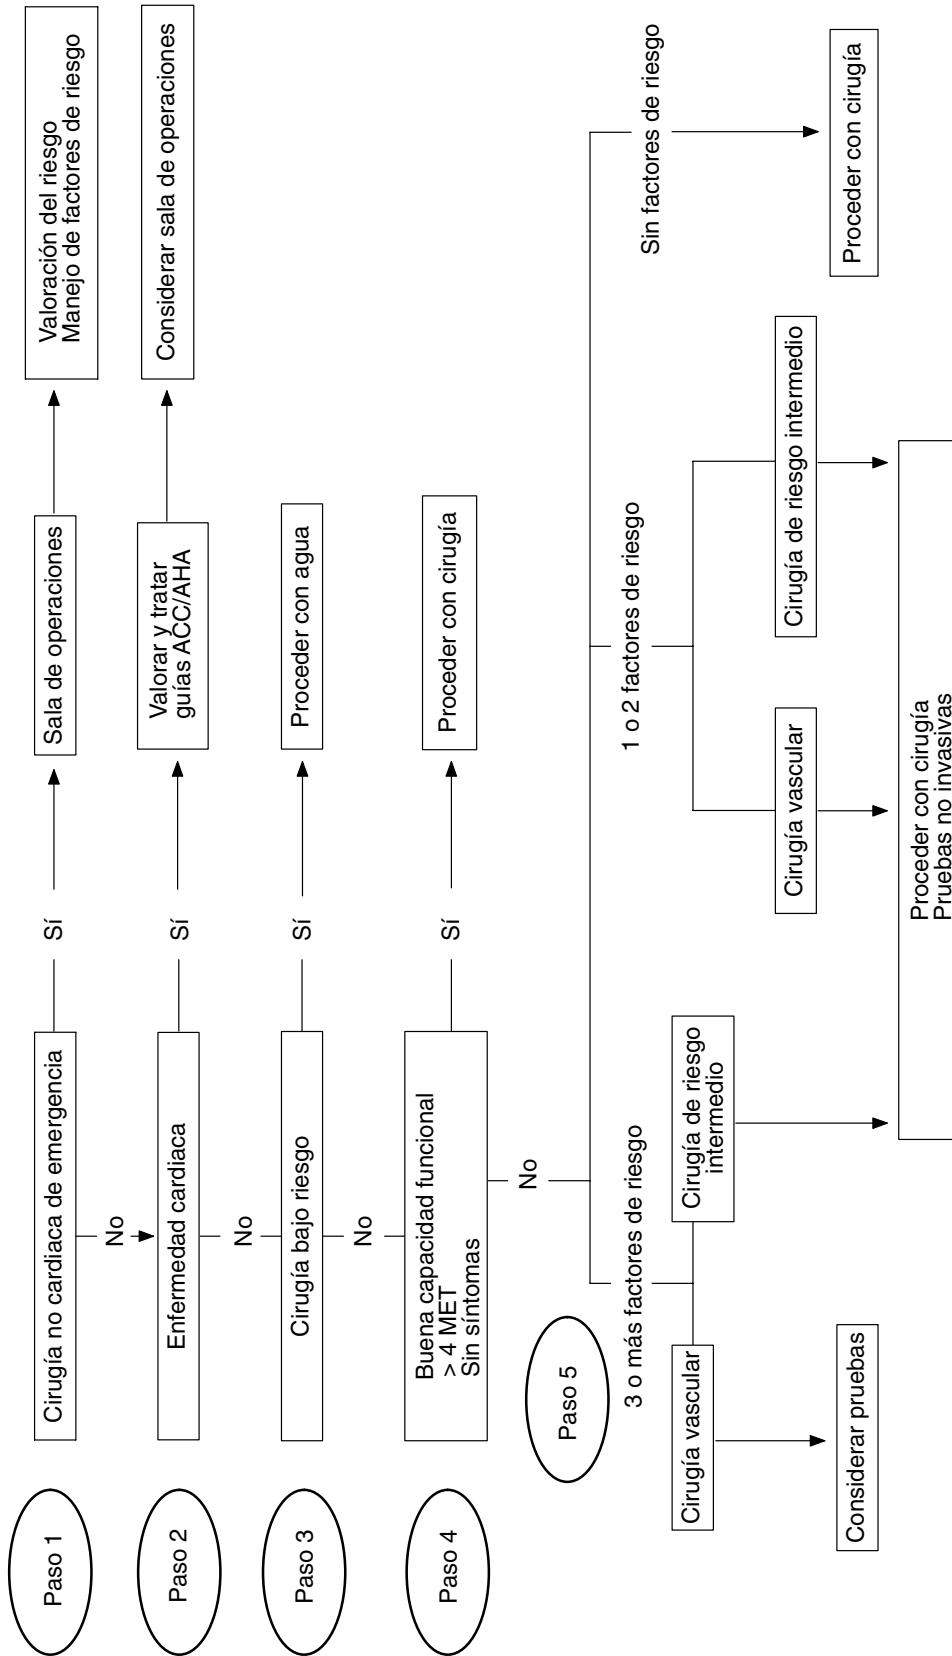 Paso 1
Cirugía no cardiaca de emergencia
Sí
Sala de operaciones
Valoración del riesgo
Manejo de factores de riesgo
No
Paso 2
Enfermedad cardiaca
Sí
Valorar y tratar
guías ACC/AHA
Considerar sala de operaciones
No
Paso 3
Cirugía bajo riesgo
Sí
Proceder con agua
No
Paso 4
Buena capacidad funcional
> 4 MET
Sin síntomas
Sí
Proceder con cirugía
No
Paso 5
3 o más factores de riesgo
1 o 2 factores de riesgo
Sin factores de riesgo
Cirugía vascular
Cirugía de riesgo
intermedio
Cirugía vascular
Cirugía de riesgo intermedio
Considerar pruebas
Proceder con cirugía
Proceder con cirugía
Pruebas no invasivas